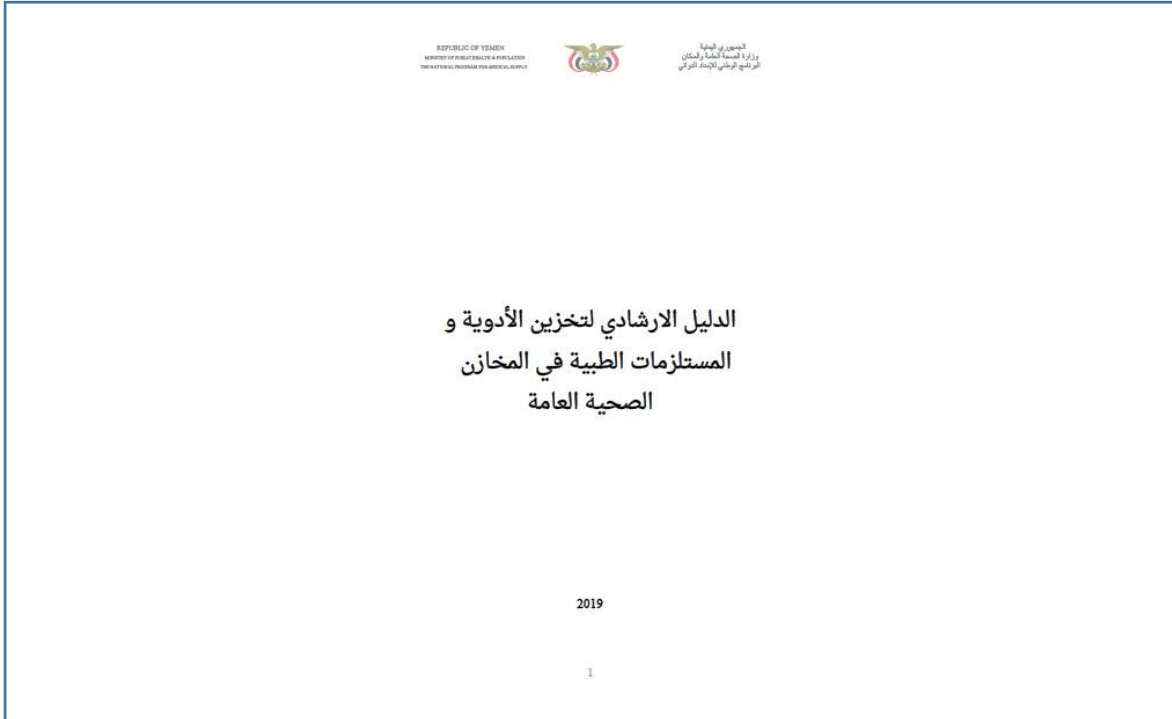 REPUBLIC OF YEMEN
MINISTRY OF PUBLIC HEALTH & POPULATION
THE NATIONAL PROGRAM FOR MEDICAL SUPPLY
الجمهوري اليمنية
وزارة الصحة العامة والسكان
البرنامج الوطني للإمداد الدوائي
الدليل الارشادي لتخزين الأدوية و
المستلزمات الطبية في المخازن
الصحية العامة
2019
1